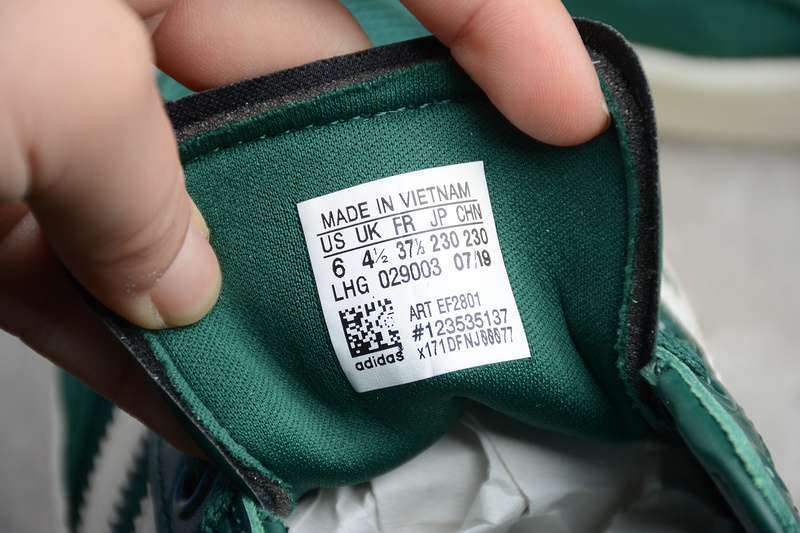 MADE IN VIETNAM
US UK FR JP CHN
6 4½ 37⅓ 230 230
LHG 029003 07/19
ART EF2801
#123535137
x171DFNJ00077
adidas